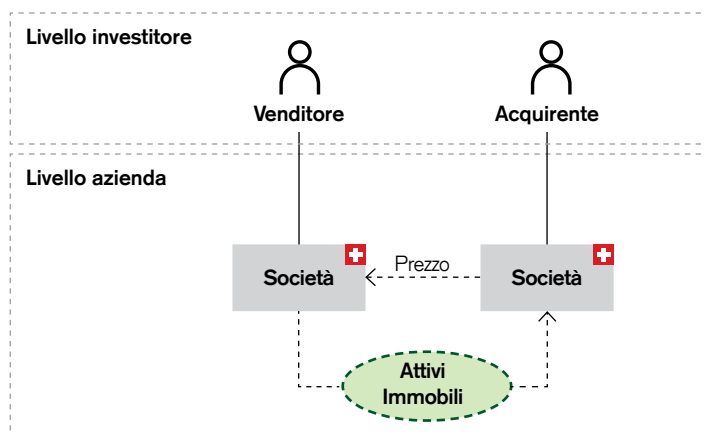 Livello investitore
Venditore
Acquirente
Livello azienda
Società
Prezzo
Società
Attivi
Immobili